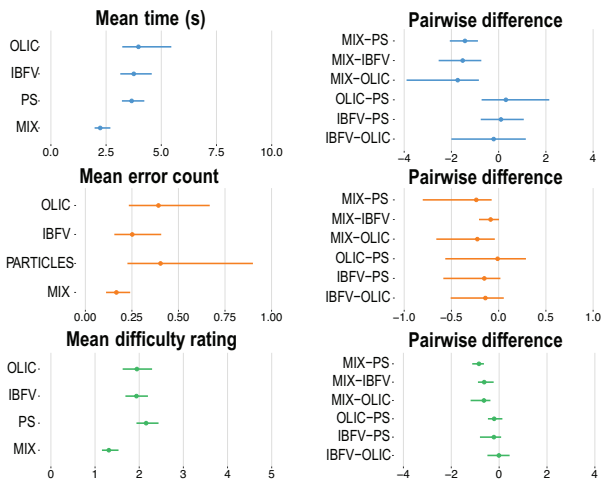 Mean time (s)
OLIC
IBFV
PS
MIX
0.0 2.5 5.0 7.5 10.0
Pairwise difference
MIX−PS
MIX−IBFV
MIX−OLIC
OLIC−PS
IBFV−PS
IBFV−OLIC
−4 −2 0 2 4
Mean error count
OLIC
IBFV
PARTICLES
MIX
0.00 0.25 0.50 0.75 1.00
Pairwise difference
MIX−PS
MIX−IBFV
MIX−OLIC
OLIC−PS
IBFV−PS
IBFV−OLIC
−1.0 −0.5 0.0 0.5 1.0
Mean difficulty rating
OLIC
IBFV
PS
MIX
0 1 2 3 4 5
Pairwise difference
MIX−PS
MIX−IBFV
MIX−OLIC
OLIC−PS
IBFV−PS
IBFV−OLIC
−4 −2 0 2 4